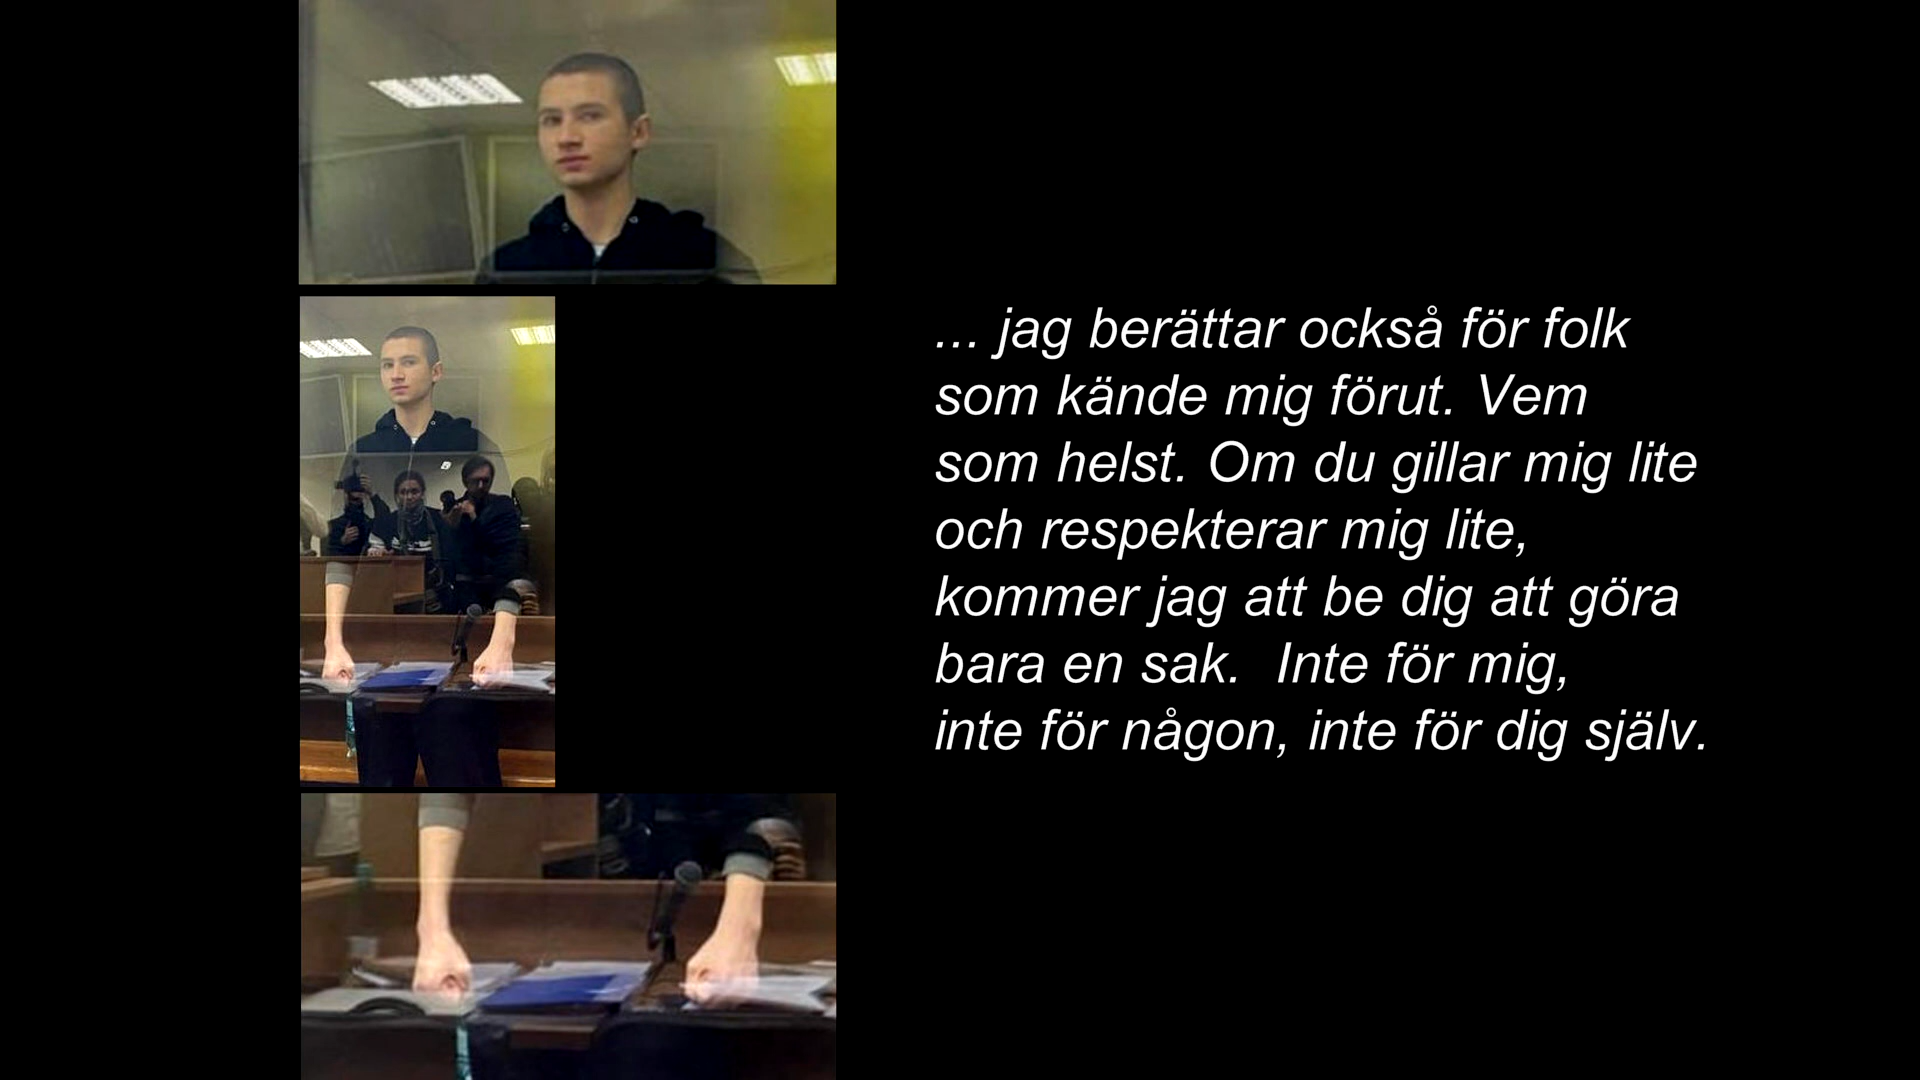 ... jag berättar också för folk
som kände mig förut. Vem
som helst. Om du gillar mig lite
och respekterar mig lite,
kommer jag att be dig att göra
bara en sak.  Inte för mig,
inte för någon, inte för dig själv.